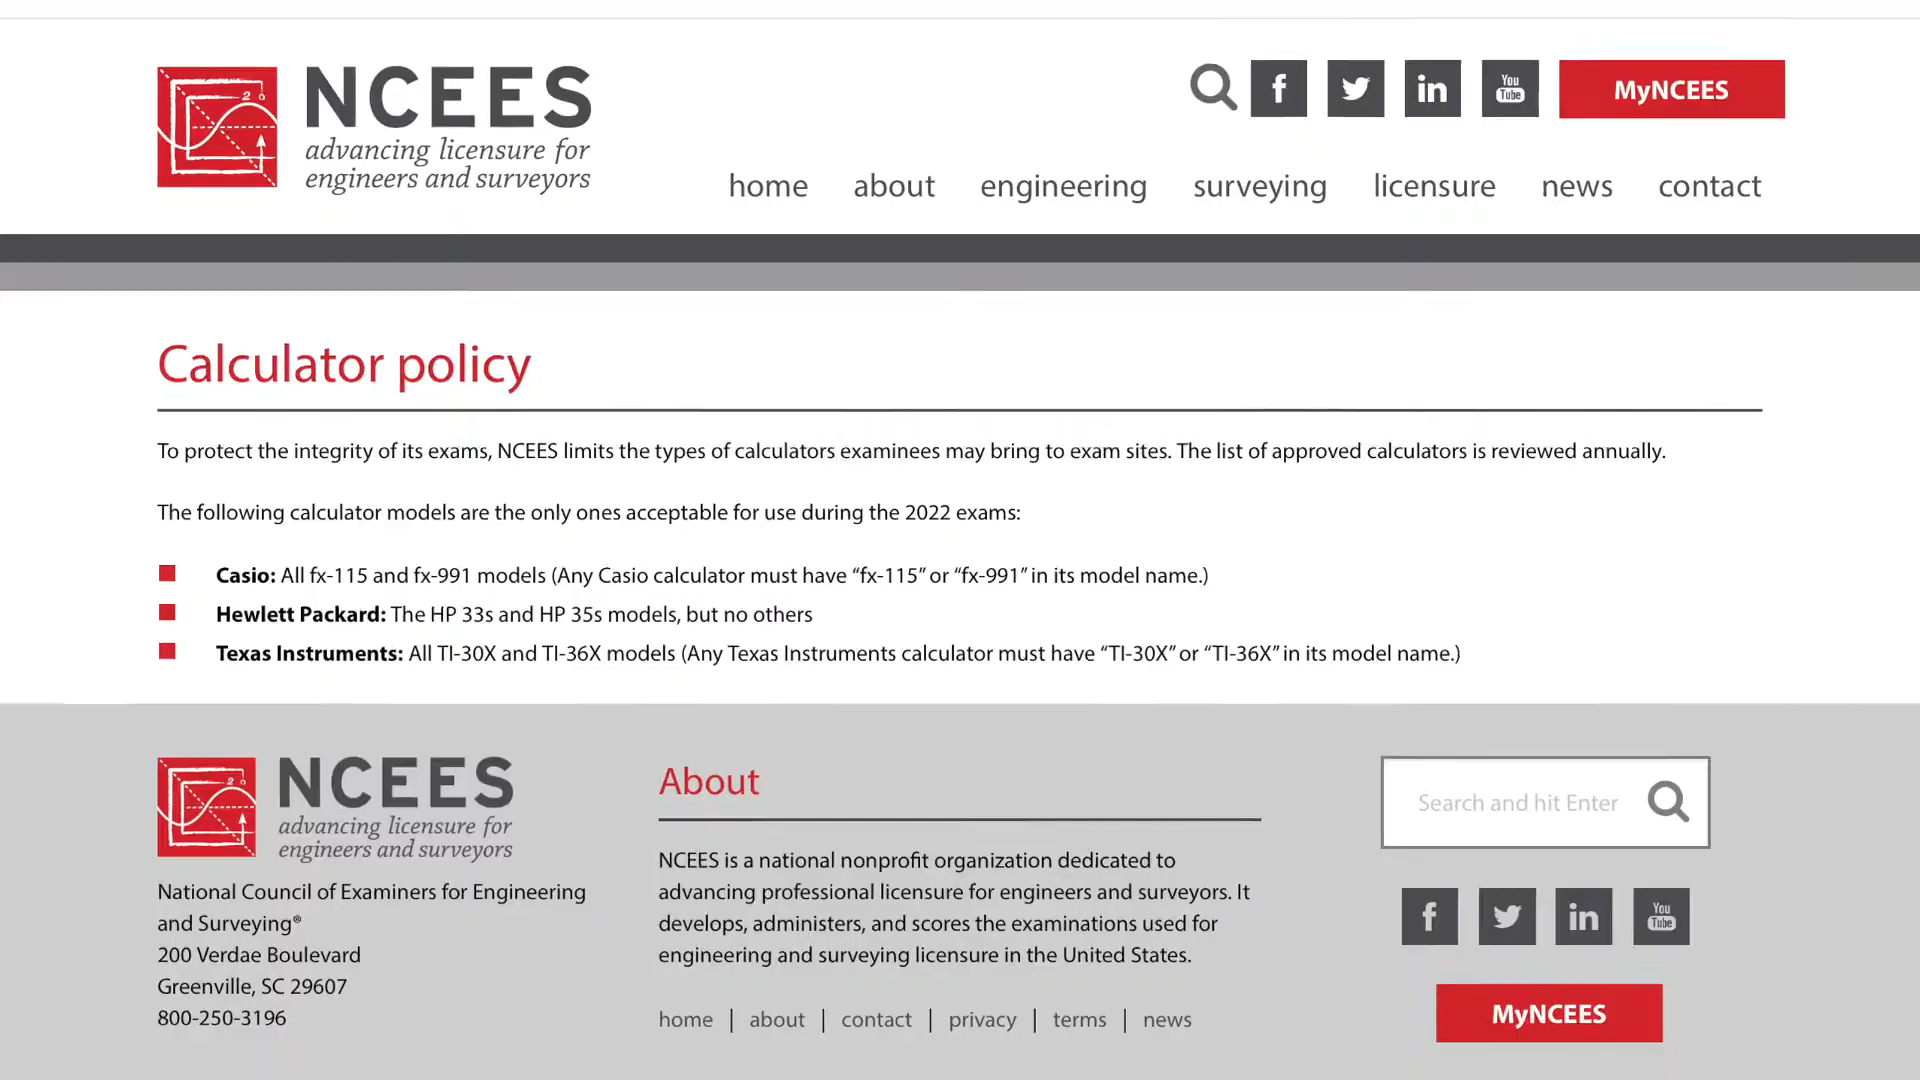 NCEES
advancing licensure for
engineers and surveyors
You
Tube
MyNCEES
home about engineering surveying licensure news contact
Calculator policy
To protect the integrity of its exams, NCEES limits the types of calculators examinees may bring to exam sites. The list of approved calculators is reviewed annually.
The following calculator models are the only ones acceptable for use during the 2022 exams:
Casio: All fx-115 and fx-991 models (Any Casio calculator must have “fx-115” or “fx-991” in its model name.)
Hewlett Packard: The HP 33s and HP 35s models, but no others
Texas Instruments: All TI-30X and TI-36X models (Any Texas Instruments calculator must have “TI-30X” or “TI-36X” in its model name.)
NCEES
advancing licensure for
engineers and surveyors
National Council of Examiners for Engineering
and Surveying®
200 Verdae Boulevard
Greenville, SC 29607
800-250-3196
About
NCEES is a national nonprofit organization dedicated to
advancing professional licensure for engineers and surveyors. It
develops, administers, and scores the examinations used for
engineering and surveying licensure in the United States.
home | about | contact | privacy | terms | news
Search and hit Enter
You
Tube
MyNCEES